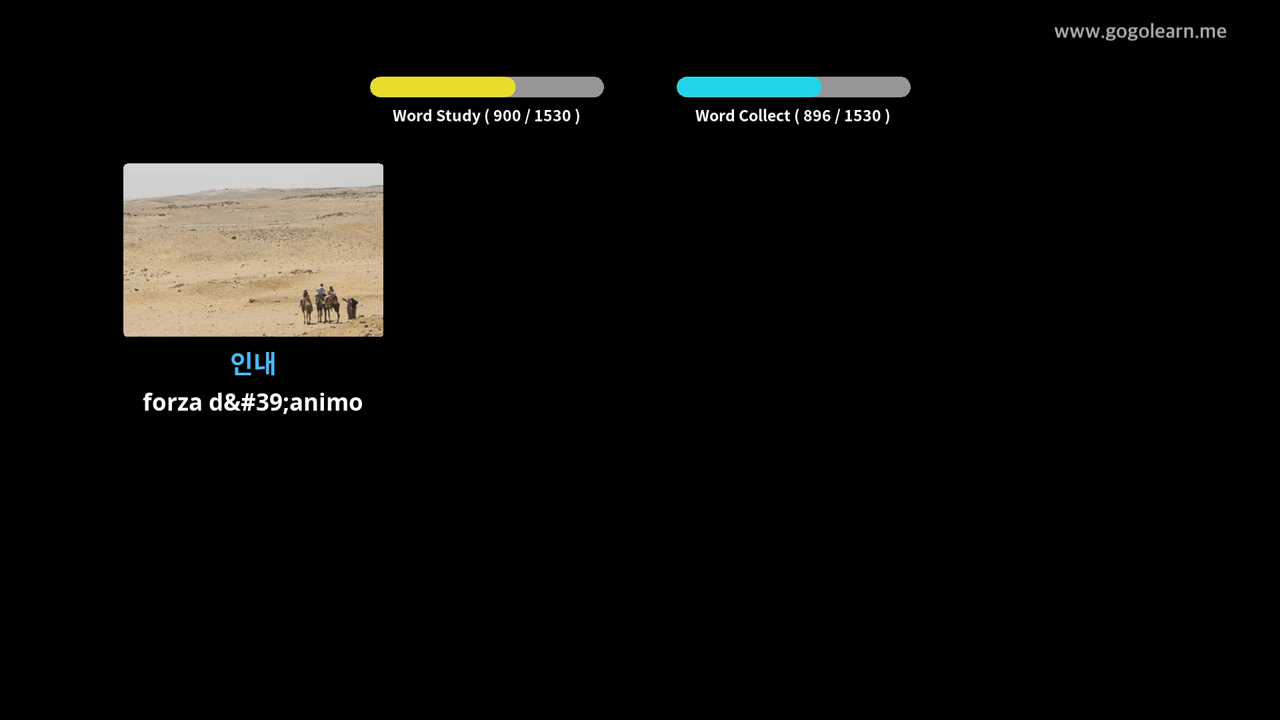 www.gogolearn.me
Word Study ( 900 / 1530 )
Word Collect ( 896 / 1530 )
인내
forza d&#39;animo